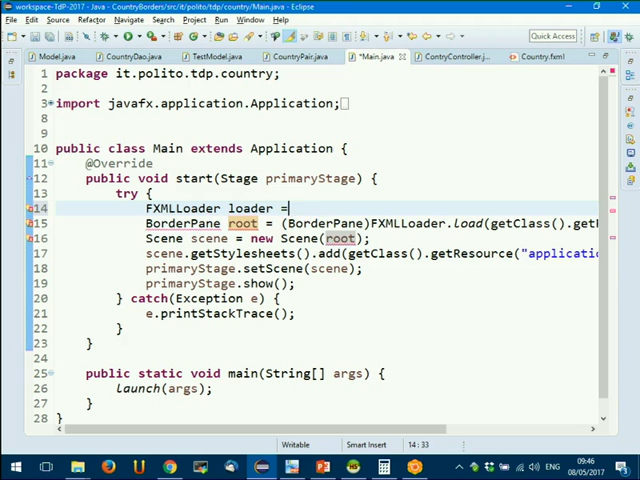 workspace-TdP-2017 - Java - CountryBorders/src/it/polito/tdp/country/Main.java - Eclipse
File Edit Source Refactor Navigate Search Project Run Window Help
Quick Access
Model.java CountryDao.java TestModel.java CountryPair.java *Main.java CountryController.j Country.fxml
1 package it.polito.tdp.country;
2
3 import javafx.application.Application;
8
9
10 public class Main extends Application {
11 @Override
12 public void start(Stage primaryStage) {
13 try {
14 FXMLLoader loader =
15 BorderPane root = (BorderPane)FXMLLoader.load(getClass().getR
16 Scene scene = new Scene(root);
17 scene.getStylesheets().add(getClass().getResource("applicatio
18 primaryStage.setScene(scene);
19 primaryStage.show();
20 } catch(Exception e) {
21 e.printStackTrace();
22 }
23 }
24
25 public static void main(String[] args) {
26 launch(args);
27 }
28 }
Writable Smart Insert 14 : 33
ENG 09:46
08/05/2017